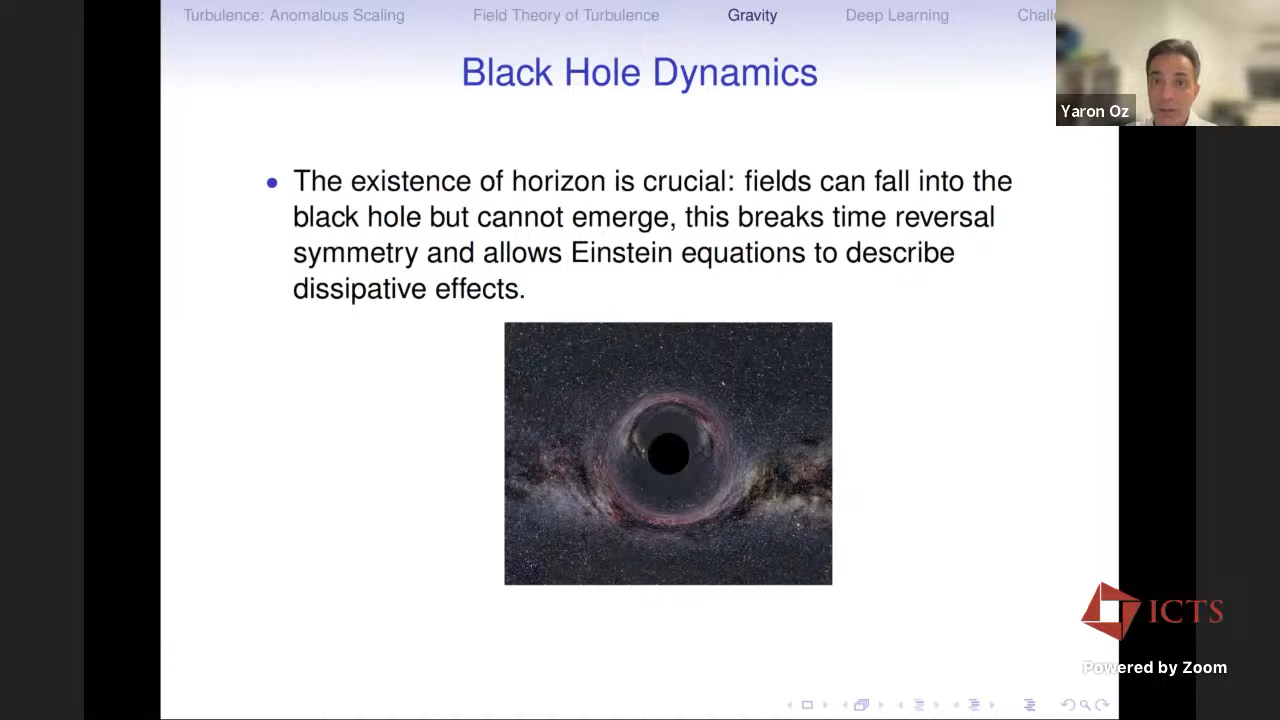 Turbulence: Anomalous Scaling Field Theory of Turbulence Gravity Deep Learning
Black Hole Dynamics
Yaron Oz
The existence of horizon is crucial: fields can fall into the
black hole but cannot emerge, this breaks time reversal
symmetry and allows Einstein equations to describe
dissipative effects.
ICTS
Powered by Zoom